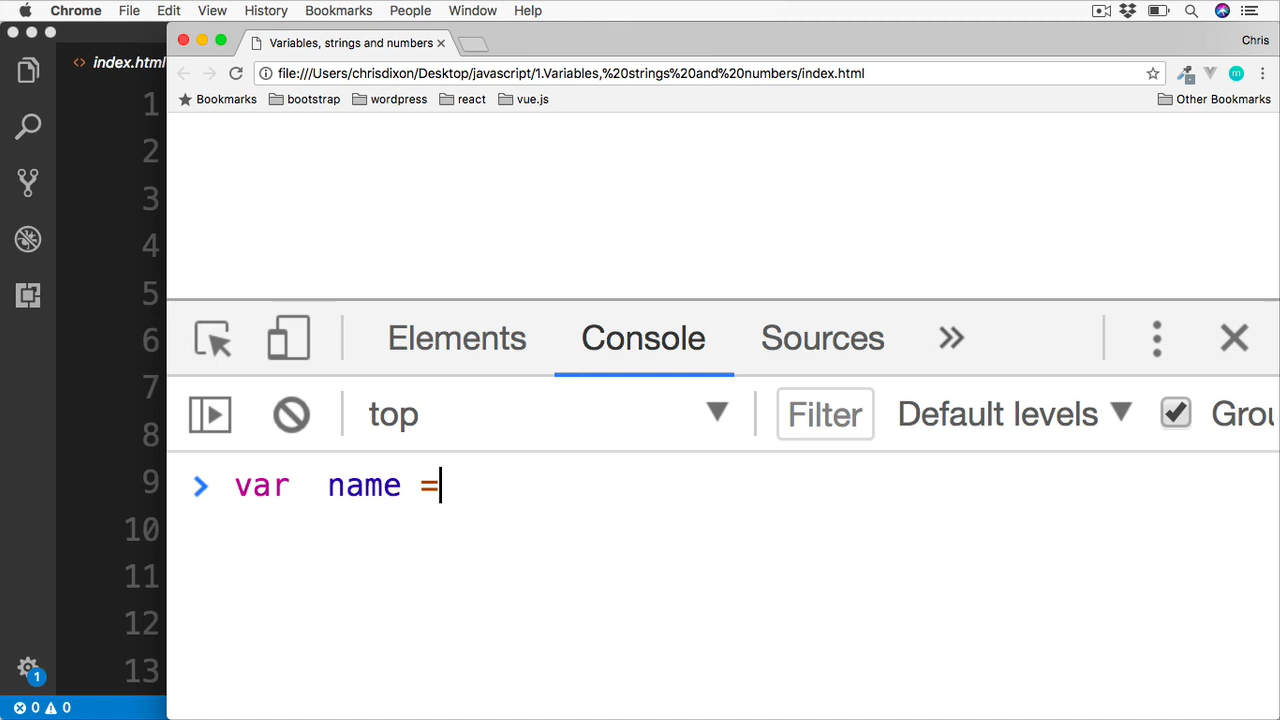 Chrome File Edit View History Bookmarks People Window Help
Variables, strings and numbers
Chris
index.html
file:///Users/chrisdixon/Desktop/javascript/1.Variables,%20strings%20and%20numbers/index.html
m
Bookmarks bootstrap wordpress react vue.js Other Bookmarks
1
2
3
4
5
6
7
8
9
10
11
12
13
Elements Console Sources
top Filter Default levels Grou
var  name =
1
0 0